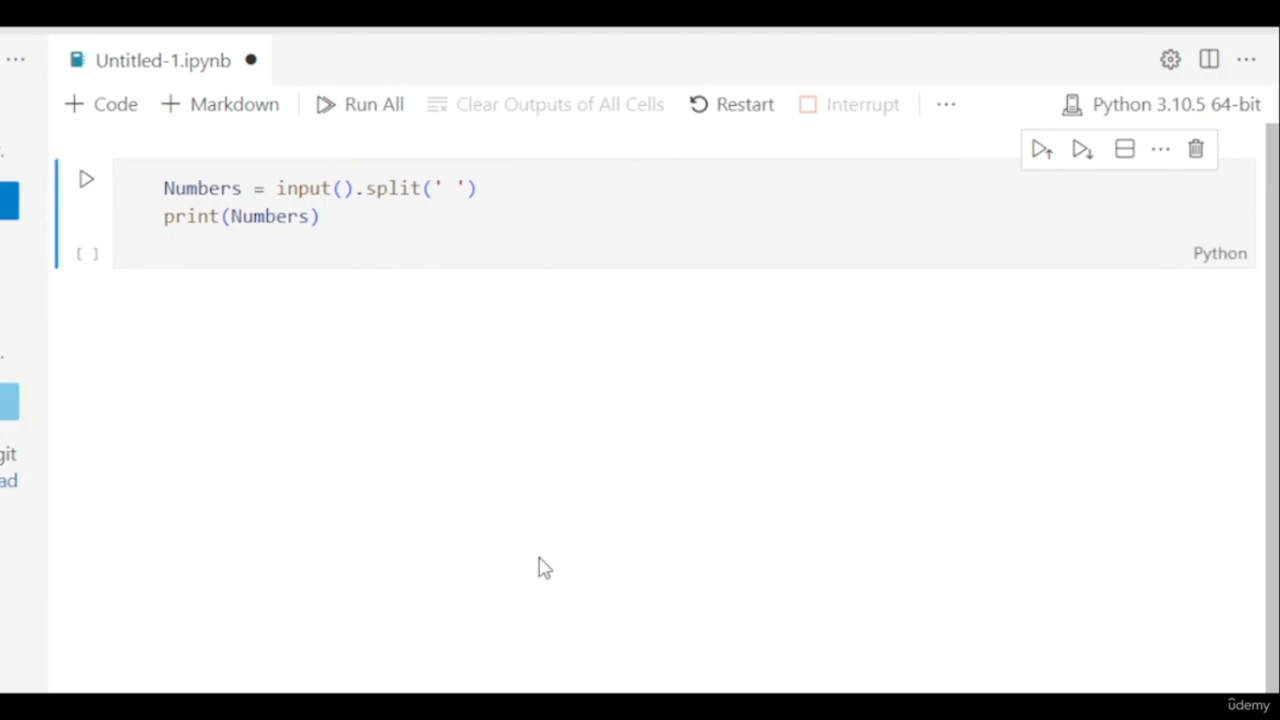 Untitled-1.ipynb
Code Markdown Run All Clear Outputs of All Cells Restart Interrupt ... Python 3.10.5 64-bit
Numbers = input().split(' ')
print(Numbers)
[ ]
Python
git
ad
ûdemy